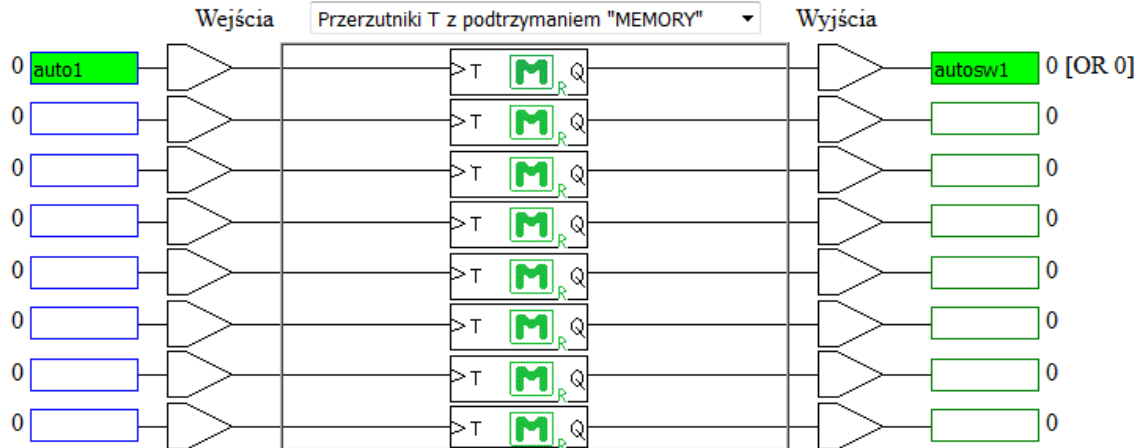 Wejścia Przerzutniki T z podtrzymaniem "MEMORY" Wyjścia
0 auto1 T M R Q autosw1 0 [OR 0]
0 T M R Q 0
0 T M R Q 0
0 T M R Q 0
0 T M R Q 0
0 T M R Q 0
0 T M R Q 0
0 T M R Q 0